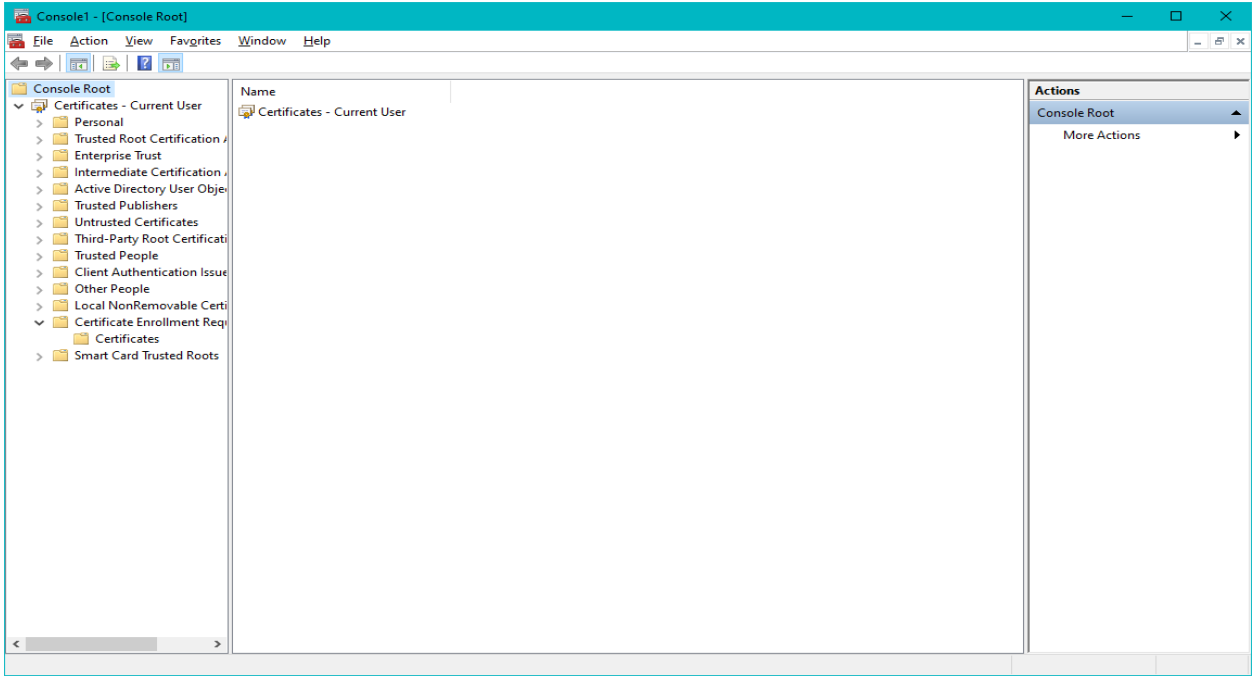 Console1 - [Console Root]
File Action View Favorites Window Help
Console Root
Certificates - Current User
Personal
Trusted Root Certification
Enterprise Trust
Intermediate Certification
Active Directory User Obje
Trusted Publishers
Untrusted Certificates
Third-Party Root Certificati
Trusted People
Client Authentication Issue
Other People
Local NonRemovable Certi
Certificate Enrollment Requ
Certificates
Smart Card Trusted Roots
Name
Certificates - Current User
Actions
Console Root
More Actions